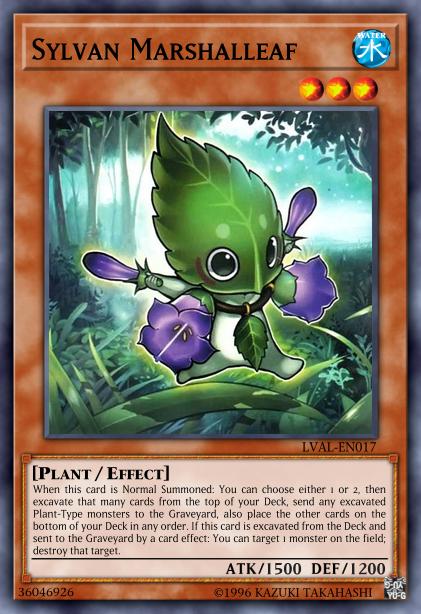 SYLVAN MARSHALLEAF
WATER
水
LVAL-EN017
[PLANT / EFFECT]
When this card is Normal Summoned: You can choose either 1 or 2, then
excavate that many cards from the top of your Deck, send any excavated
Plant-Type monsters to the Graveyard, also place the other cards on the
bottom of your Deck in any order. If this card is excavated from the Deck and
sent to the Graveyard by a card effect: You can target 1 monster on the field;
destroy that target.
ATK/1500 DEF/1200
36046926
©1996 KAZUKI TAKAHASHI